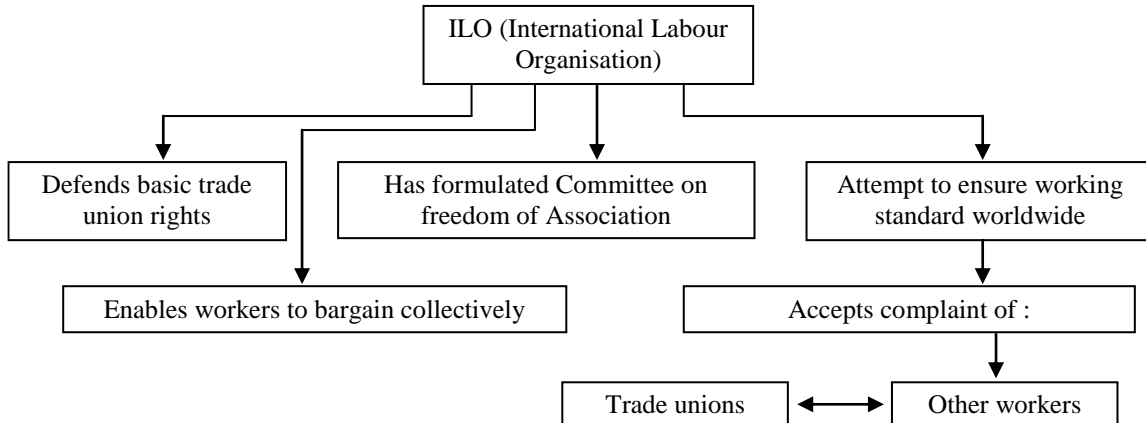 ILO (International Labour
Organisation)
Defends basic trade
union rights
Has formulated Committee on
freedom of Association
Attempt to ensure working
standard worldwide
Enables workers to bargain collectively
Accepts complaint of :
Trade unions
Other workers